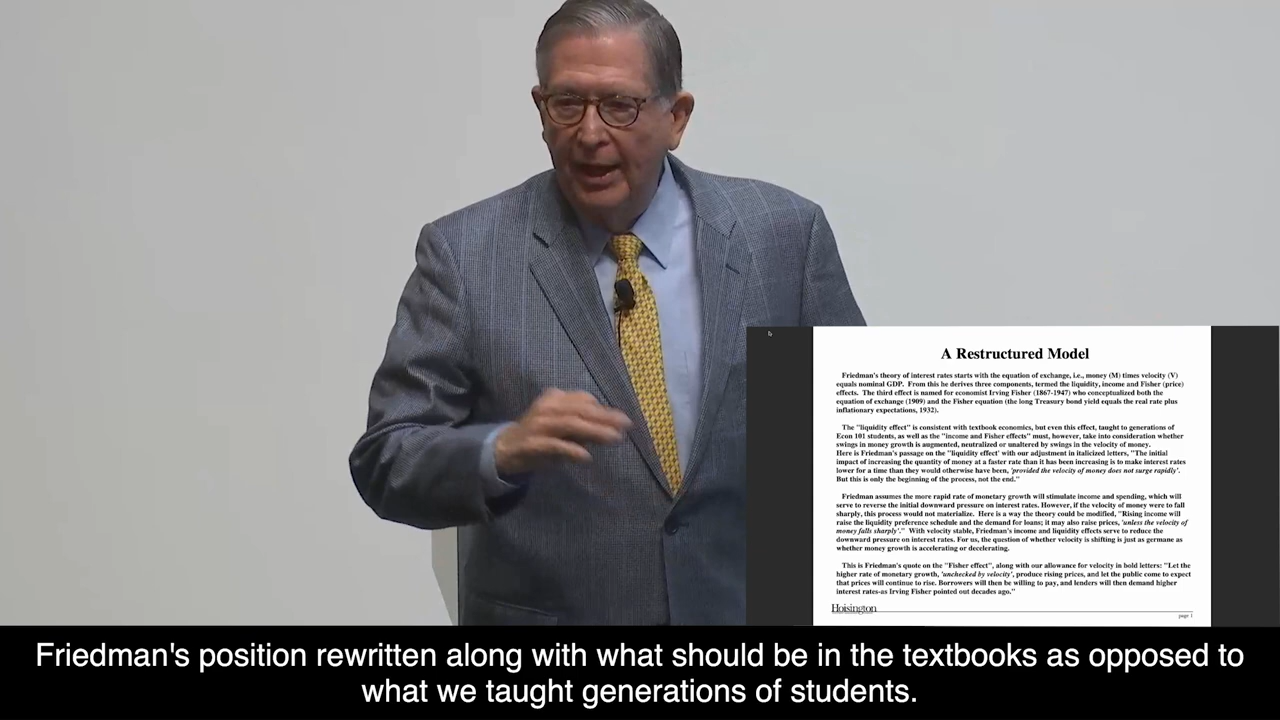 A Restructured Model
Friedman's theory of interest rates starts with the equation of exchange, i.e., money (M) times velocity (V)
equals nominal GDP. From this he derives three components, termed the liquidity, income and Fisher (price)
effects. The third effect is named for economist Irving Fisher (1867-1947) who conceptualized both the
equation of exchange (1909) and the Fisher equation (the long Treasury bond yield equals the real rate plus
inflationary expectations, 1932).
The "liquidity effect" is consistent with textbook economics, but even this effect, taught to generations of
Econ 101 students, as well as the "income and Fisher effects" must, however, take into consideration whether
swings in money growth is augmented, neutralized or unaltered by swings in the velocity of money.
Here is Friedman's passage on the "liquidity effect' with our adjustment in italicized letters, "The initial
impact of increasing the quantity of money at a faster rate than it has been increasing is to make interest rates
lower for a time than they would otherwise have been, 'provided the velocity of money does not surge rapidly'.
But this is only the beginning of the process, not the end."
Friedman assumes the more rapid rate of monetary growth will stimulate income and spending, which will
serve to reverse the initial downward pressure on interest rates. However, if the velocity of money were to fall
sharply, this process would not materialize. Here is a way the theory could be modified, "Rising income will
raise the liquidity preference schedule and the demand for loans; it may also raise prices, 'unless the velocity of
money falls sharply'." With velocity stable, Friedman's income and liquidity effects serve to reduce the
downward pressure on interest rates. For us, the question of whether velocity is shifting is just as germane as
whether money growth is accelerating or decelerating.
This is Friedman's quote on the "Fisher effect", along with our allowance for velocity in bold letters: "Let the
higher rate of monetary growth, 'unchecked by velocity', produce rising prices, and let the public come to expect
that prices will continue to rise. Borrowers will then be willing to pay, and lenders will then demand higher
interest rates-as Irving Fisher pointed out decades ago."
Hoisington
page 1
Friedman's position rewritten along with what should be in the textbooks as opposed to
what we taught generations of students.